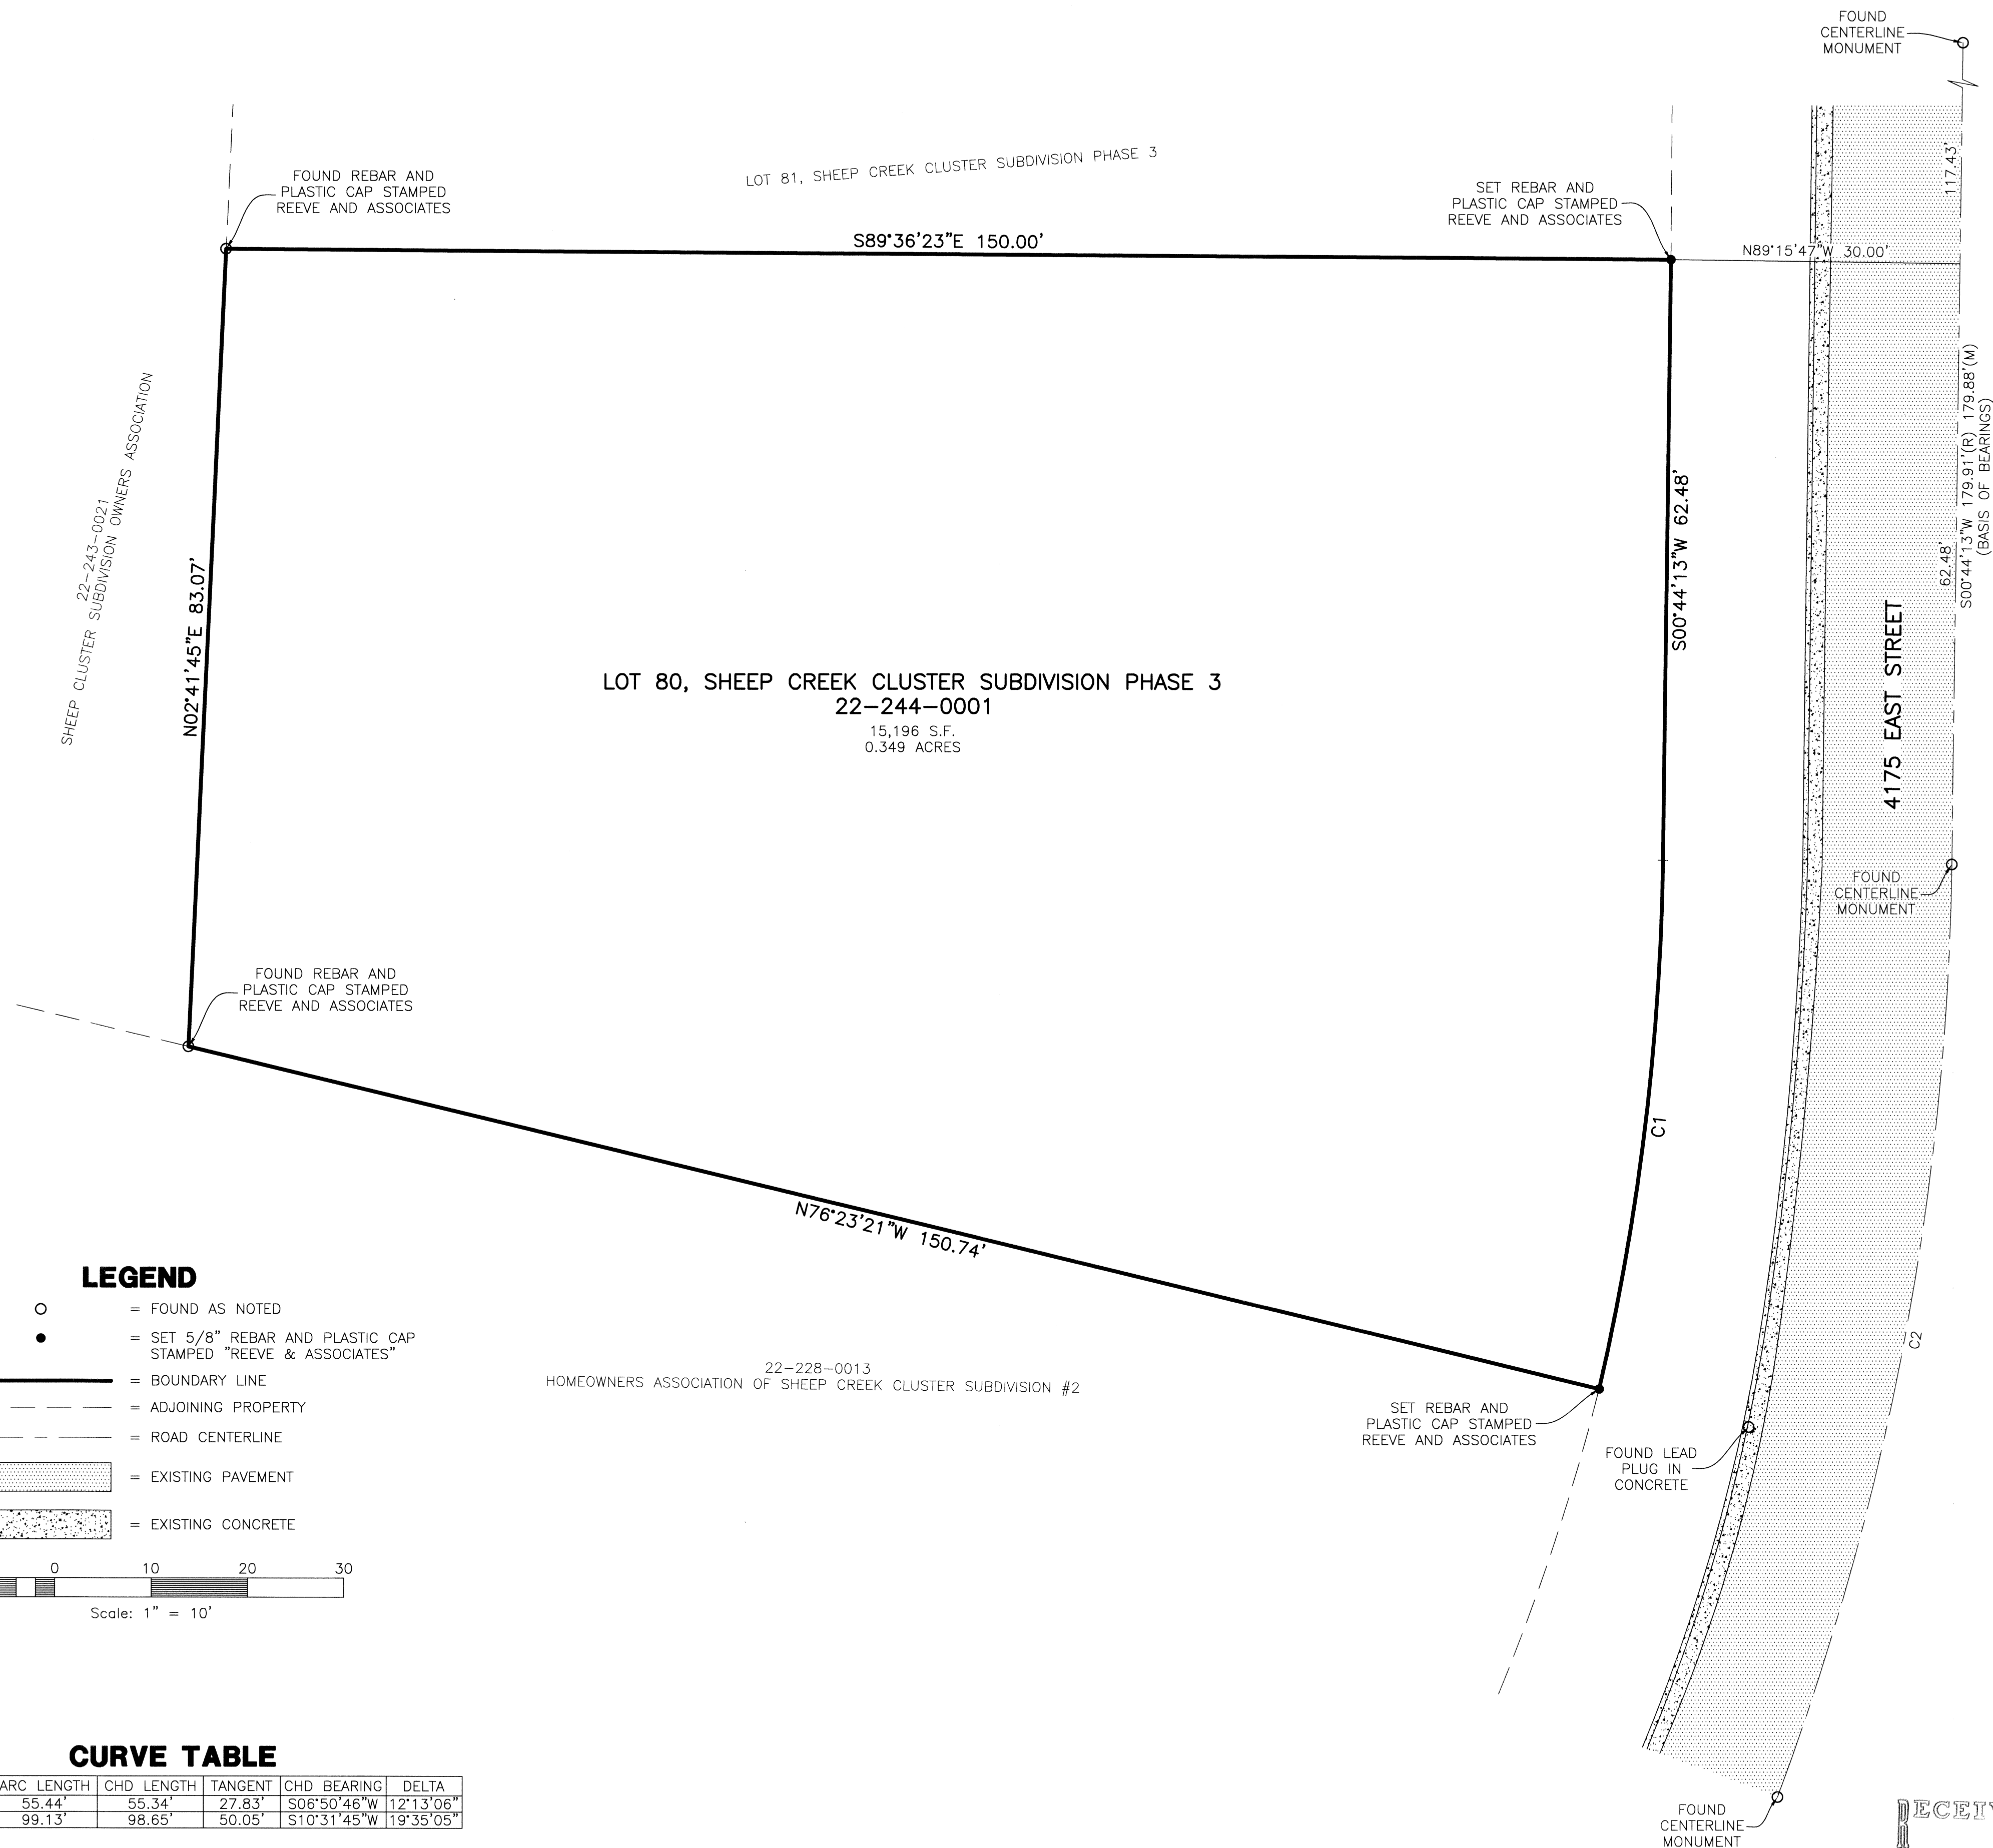 FOUND
CENTERLINE
MONUMENT
117.43'
LOT 81, SHEEP CREEK CLUSTER SUBDIVISION PHASE 3
FOUND REBAR AND
PLASTIC CAP STAMPED
REEVE AND ASSOCIATES
SET REBAR AND
PLASTIC CAP STAMPED
REEVE AND ASSOCIATES
S89°36'23"E 150.00'
N89°15'47"W 30.00'
S00°44'13"W 179.91'(R) 179.88'(M)
(BASIS OF BEARINGS)
62.48'
S00°44'13"W 62.48'
22-243-0021
SHEEP CLUSTER SUBDIVISION OWNERS ASSOCIATION
N02°41'45"E 83.07'
LOT 80, SHEEP CREEK CLUSTER SUBDIVISION PHASE 3
22-244-0001
15,196 S.F.
0.349 ACRES
4175 EAST STREET
FOUND
CENTERLINE
MONUMENT
FOUND REBAR AND
PLASTIC CAP STAMPED
REEVE AND ASSOCIATES
C1
N76°23'21"W 150.74'
C2
LEGEND
= FOUND AS NOTED
= SET 5/8" REBAR AND PLASTIC CAP
STAMPED "REEVE & ASSOCIATES"
= BOUNDARY LINE
= ADJOINING PROPERTY
= ROAD CENTERLINE
= EXISTING PAVEMENT
= EXISTING CONCRETE
22-228-0013
HOMEOWNERS ASSOCIATION OF SHEEP CREEK CLUSTER SUBDIVISION #2
SET REBAR AND
PLASTIC CAP STAMPED
REEVE AND ASSOCIATES
FOUND LEAD
PLUG IN
CONCRETE
0 10 20 30
Scale: 1" = 10'
CURVE TABLE
ARC LENGTH CHD LENGTH TANGENT CHD BEARING DELTA
55.44' 55.34' 27.83' S06°50'46"W 12°13'06"
99.13' 98.65' 50.05' S10°31'45"W 19°35'05"
FOUND
CENTERLINE
MONUMENT